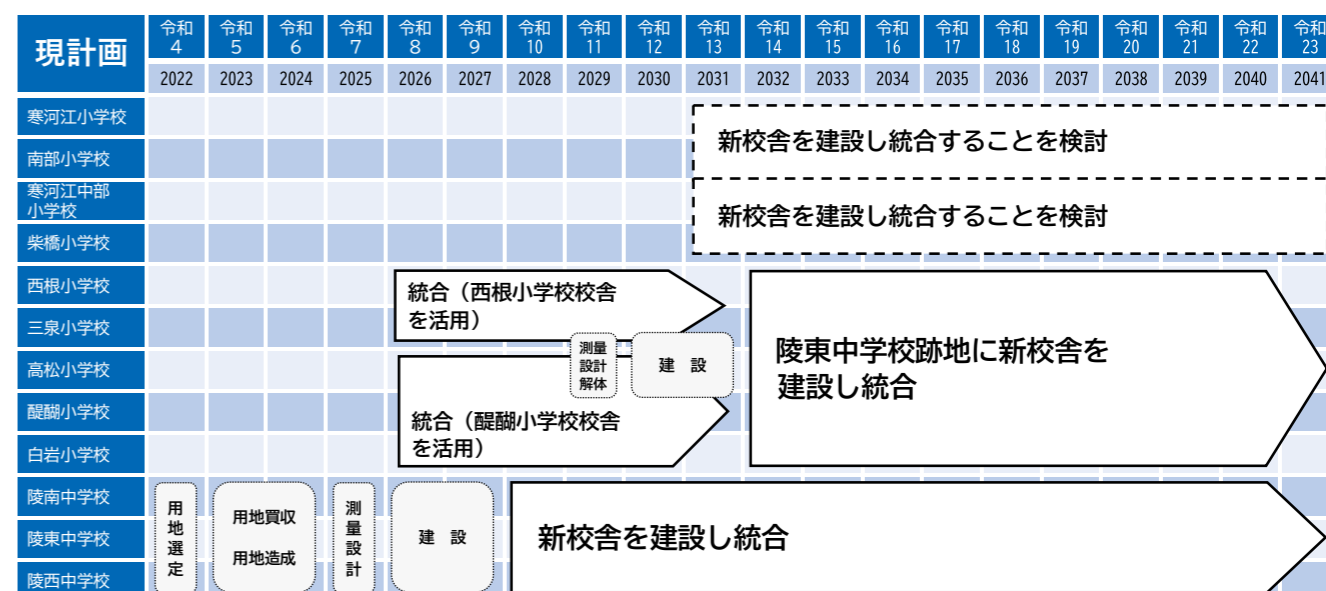 現計画
令和 令和 令和 令和 令和 令和 令和 令和 令和 令和 令和 令和 令和 令和 令和 令和 令和 令和 令和 令和
4 5 6 7 8 9 10 11 12 13 14 15 16 17 18 19 20 21 22 23
2022 2023 2024 2025 2026 2027 2028 2029 2030 2031 2032 2033 2034 2035 2036 2037 2038 2039 2040 2041
寒河江小学校
南部小学校
新校舎を建設し統合することを検討
寒河江中部
小学校
柴橋小学校
新校舎を建設し統合することを検討
西根小学校
三泉小学校
高松小学校
醍醐小学校
白岩小学校
統合（西根小学校校舎
を活用）
測量
設計
解体
建 設
統合（醍醐小学校校舎
を活用）
陵東中学校跡地に新校舎を
建設し統合
陵南中学校
陵東中学校
陵西中学校
用
地
選
定
用地買収
用地造成
測
量
設
計
建 設
新校舎を建設し統合